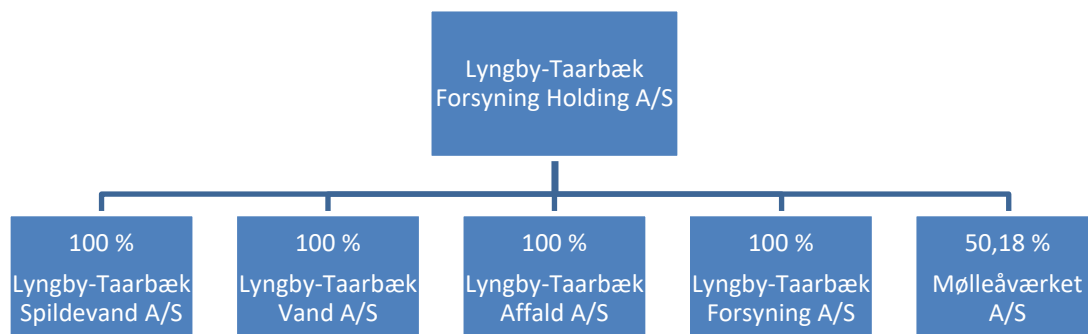 Lyngby-Taarbæk
Forsyning Holding A/S
100 %
Lyngby-Taarbæk
Spildevand A/S
100 %
Lyngby-Taarbæk
Vand A/S
100 %
Lyngby-Taarbæk
Affald A/S
100 %
Lyngby-Taarbæk
Forsyning A/S
50,18 %
Mølleåværket
A/S